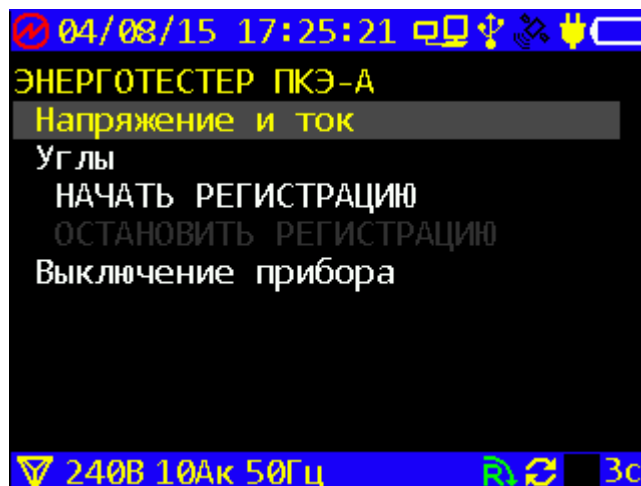 04/08/15 17:25:21
ЭНЕРГОТЕСТЕР ПКЭ-А
Напряжение и ток
Углы
НАЧАТЬ РЕГИСТРАЦИЮ
ОСТАНОВИТЬ РЕГИСТРАЦИЮ
Выключение прибора
240В 10Ак 50Гц R 3с